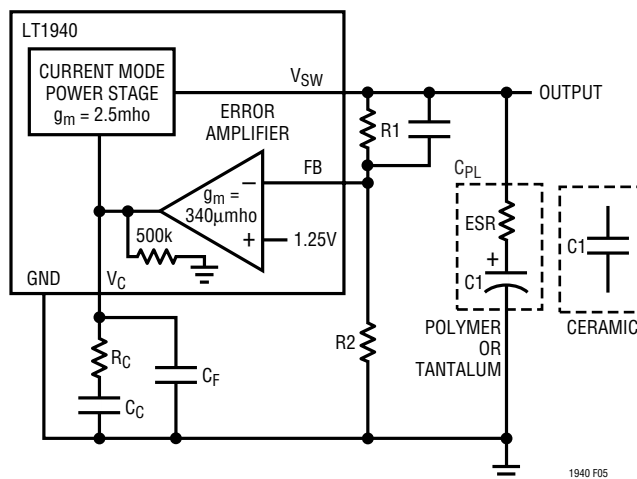 LT1940
CURRENT MODE
POWER STAGE
gm = 2.5mho
VSW
OUTPUT
ERROR
AMPLIFIER
R1
CPL
FB
gm =
340µmho
−
+
1.25V
500k
ESR
+
C1
C1
GND
VC
POLYMER
OR
TANTALUM
CERAMIC
R2
RC
CF
CC
1940 F05